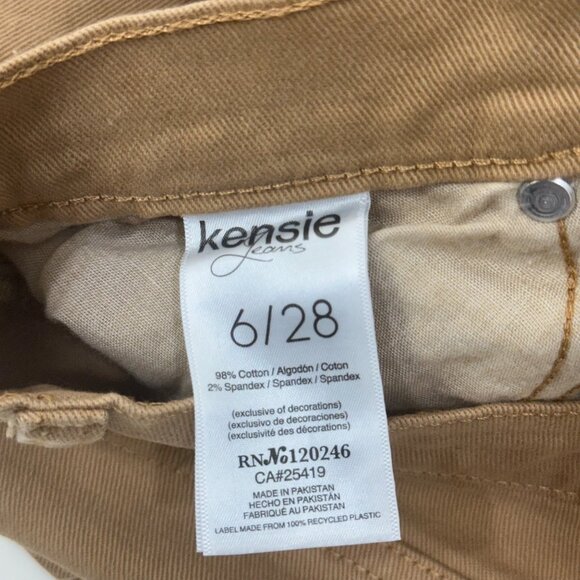 kensie
Jeans
6/28
98% Cotton / Algodón / Coton
2% Spandex / Spandex / Spandex
(exclusive of decorations)
(exclusivo de decoraciones)
(exclusivité des décorations)
RN№120246
CA#25419
MADE IN PAKISTAN
HECHO EN PAKISTÁN
FABRIQUÉ AU PAKISTAN
LABEL MADE FROM 100% RECYCLED PLASTIC